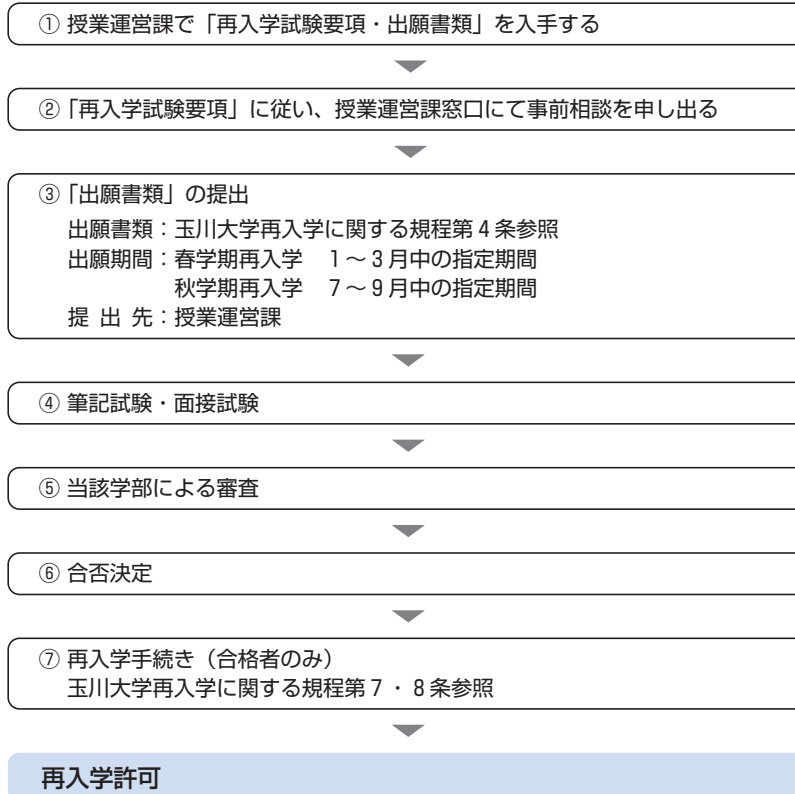 ① 授業運営課で「再入学試験要項・出願書類」を入手する
②「再入学試験要項」に従い、授業運営課窓口にて事前相談を申し出る
③「出願書類」の提出
出願書類：玉川大学再入学に関する規程第4条参照
出願期間：春学期再入学　1～3月中の指定期間
秋学期再入学　7～9月中の指定期間
提 出 先：授業運営課
④ 筆記試験・面接試験
⑤ 当該学部による審査
⑥ 合否決定
⑦ 再入学手続き（合格者のみ）
玉川大学再入学に関する規程第7・8条参照
再入学許可